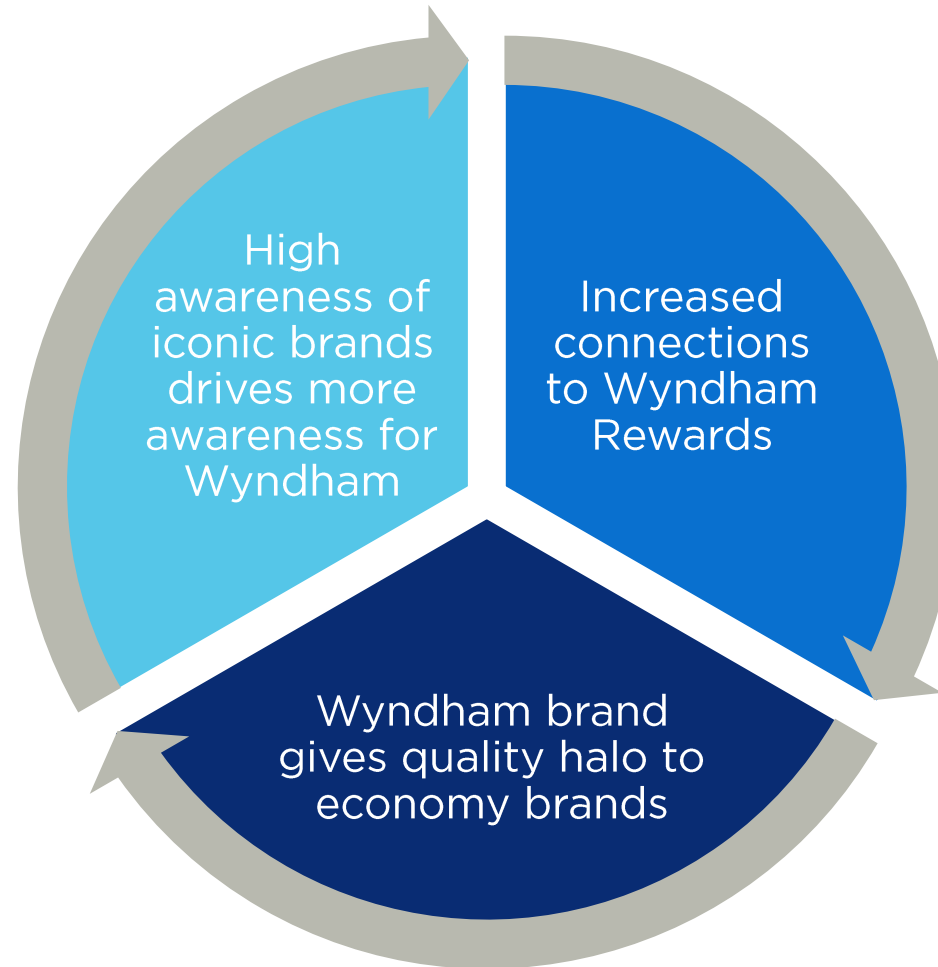 High
awareness of
iconic brands
drives more
awareness for
Wyndham
Increased
connections
to Wyndham
Rewards
Wyndham brand
gives quality halo to
economy brands